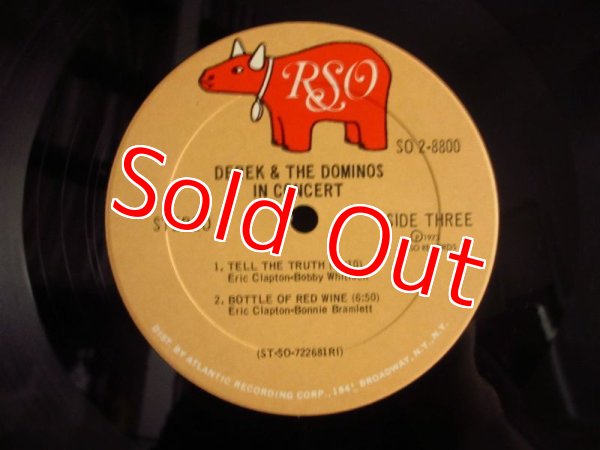 RSO
SO 2-8800
DEREK & THE DOMINOS
IN CONCERT
SIDE THREE
Sold Out
1. TELL THE TRUTH
Eric Clapton-Bobby
2. BOTTLE OF RED WINE (6:50)
Eric Clapton-Bonnie Bramlett
(ST-SO-722681RI)
DIST. BY ATLANTIC RECORDING CORP., 1841 BROADWAY, N.Y., N.Y.